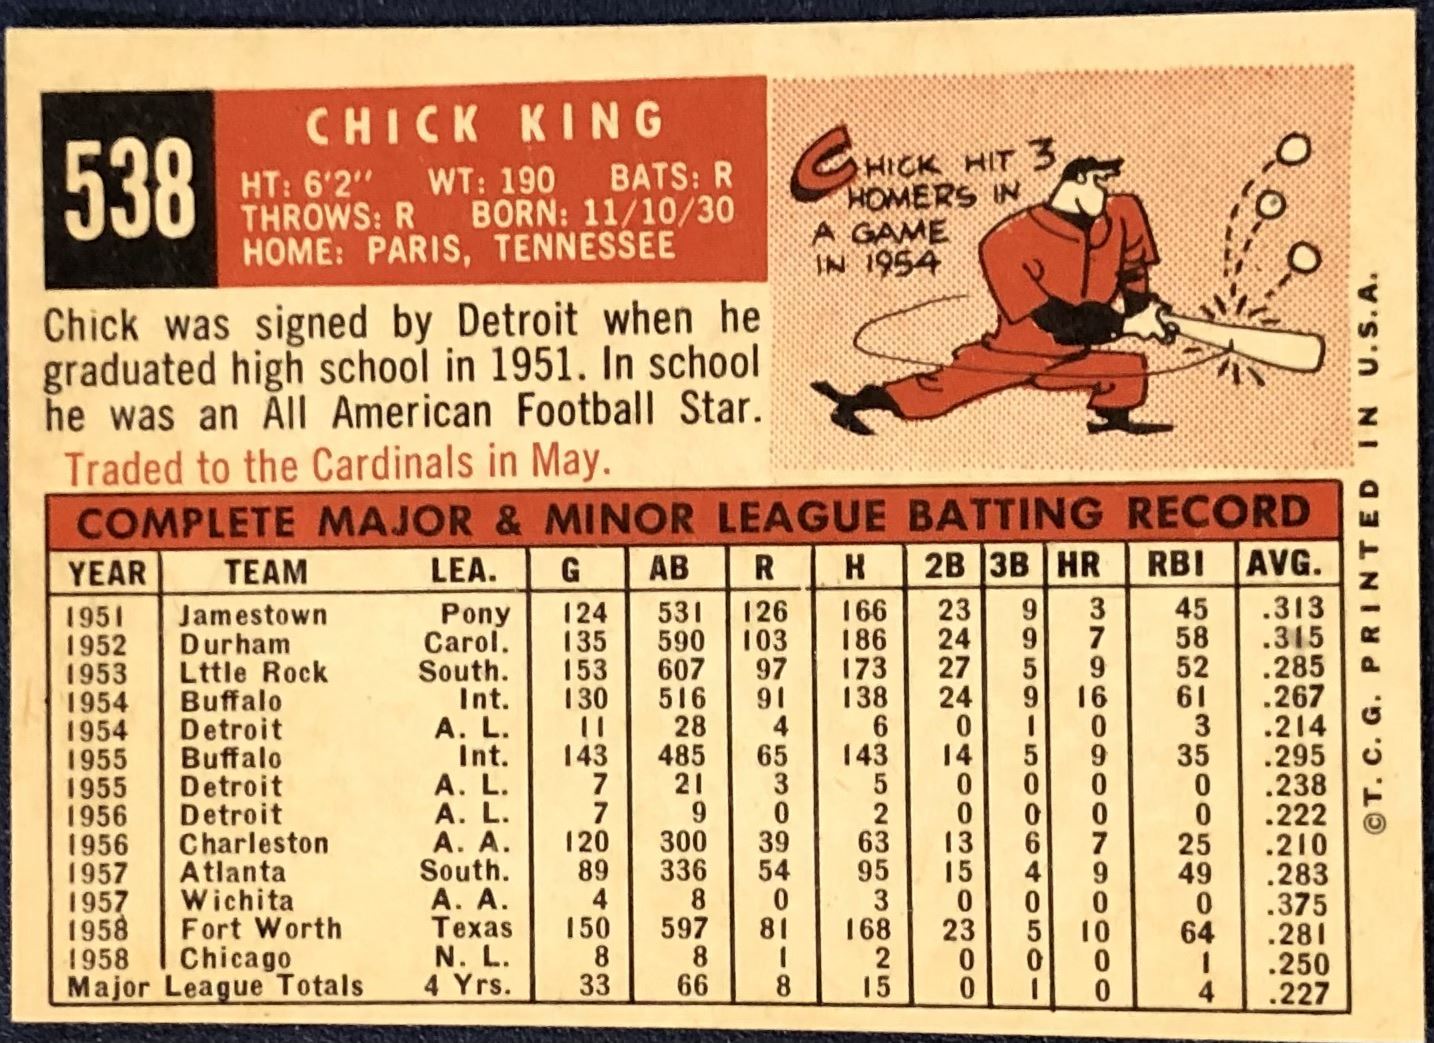 538
CHICK KING
HT: 6'2" WT: 190 BATS: R
THROWS: R BORN: 11/10/30
HOME: PARIS, TENNESSEE
CHICK HIT 3
HOMERS IN
A GAME
IN 1954
Chick was signed by Detroit when he
graduated high school in 1951. In school
he was an All American Football Star.
Traded to the Cardinals in May.
COMPLETE MAJOR & MINOR LEAGUE BATTING RECORD
YEAR TEAM LEA. G AB R H 2B 3B HR RBI AVG.
1951 Jamestown Pony 124 531 126 166 23 9 3 45 .313
1952 Durham Carol. 135 590 103 186 24 9 7 58 .315
1953 Lttle Rock South. 153 607 97 173 27 5 9 52 .285
1954 Buffalo Int. 130 516 91 138 24 9 16 61 .267
1954 Detroit A. L. 11 28 4 6 0 1 0 3 .214
1955 Buffalo Int. 143 485 65 143 14 5 9 35 .295
1955 Detroit A. L. 7 21 3 5 0 0 0 0 .238
1956 Detroit A. L. 7 9 0 2 0 0 0 0 .222
1956 Charleston A. A. 120 300 39 63 13 6 7 25 .210
1957 Atlanta South. 89 336 54 95 15 4 9 49 .283
1957 Wichita A. A. 4 8 0 3 0 0 0 0 .375
1958 Fort Worth Texas 150 597 81 168 23 5 10 64 .281
1958 Chicago N. L. 8 8 1 2 0 0 0 1 .250
Major League Totals 4 Yrs. 33 66 8 15 0 1 0 4 .227
©T. C. G. PRINTED IN U.S.A.